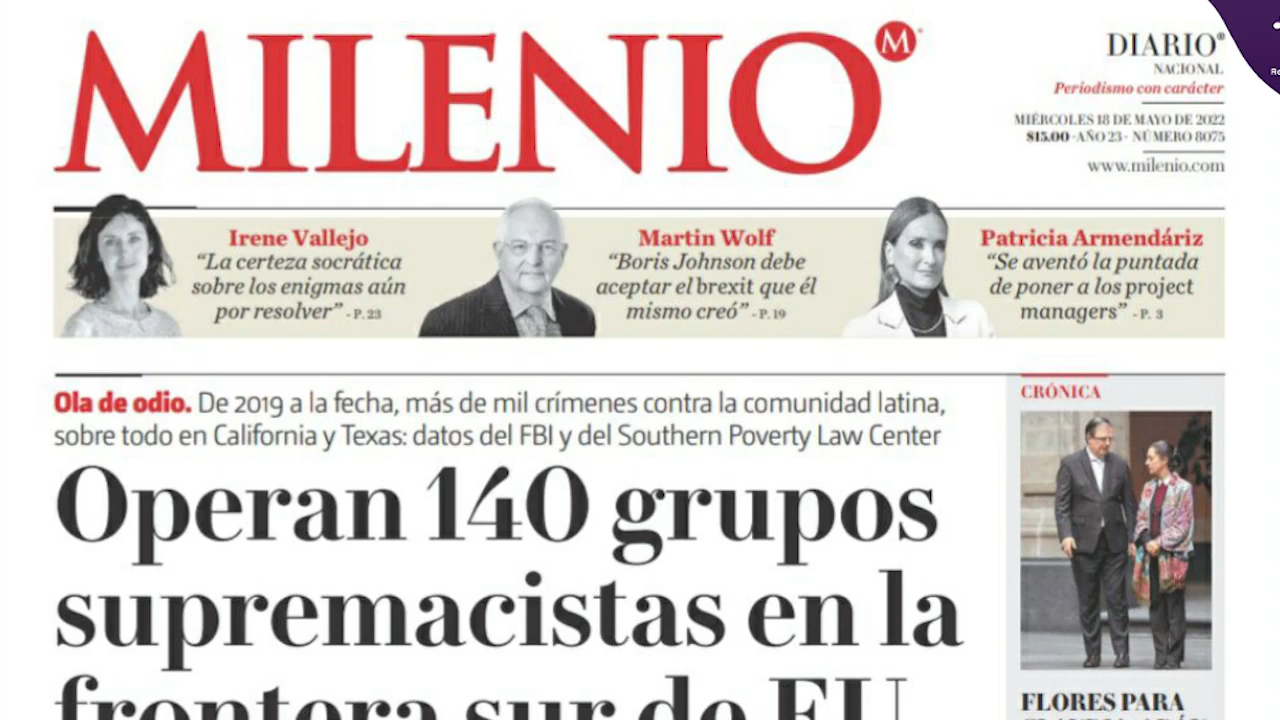 MILENIO
M
DIARIO®
NACIONAL
Periodismo con carácter
MIÉRCOLES 18 DE MAYO DE 2022
$15.00 · AÑO 23 · NÚMERO 8075
www.milenio.com
Irene Vallejo
“La certeza socrática
sobre los enigmas aún
por resolver” - P. 23
Martin Wolf
“Boris Johnson debe
aceptar el brexit que él
mismo creó” - P. 19
Patricia Armendáriz
“Se aventó la puntada
de poner a los project
managers” - P. 3
Ola de odio. De 2019 a la fecha, más de mil crímenes contra la comunidad latina,
sobre todo en California y Texas: datos del FBI y del Southern Poverty Law Center
Operan 140 grupos
supremacistas en la
frontera sur de EU
CRÓNICA
FLORES PARA